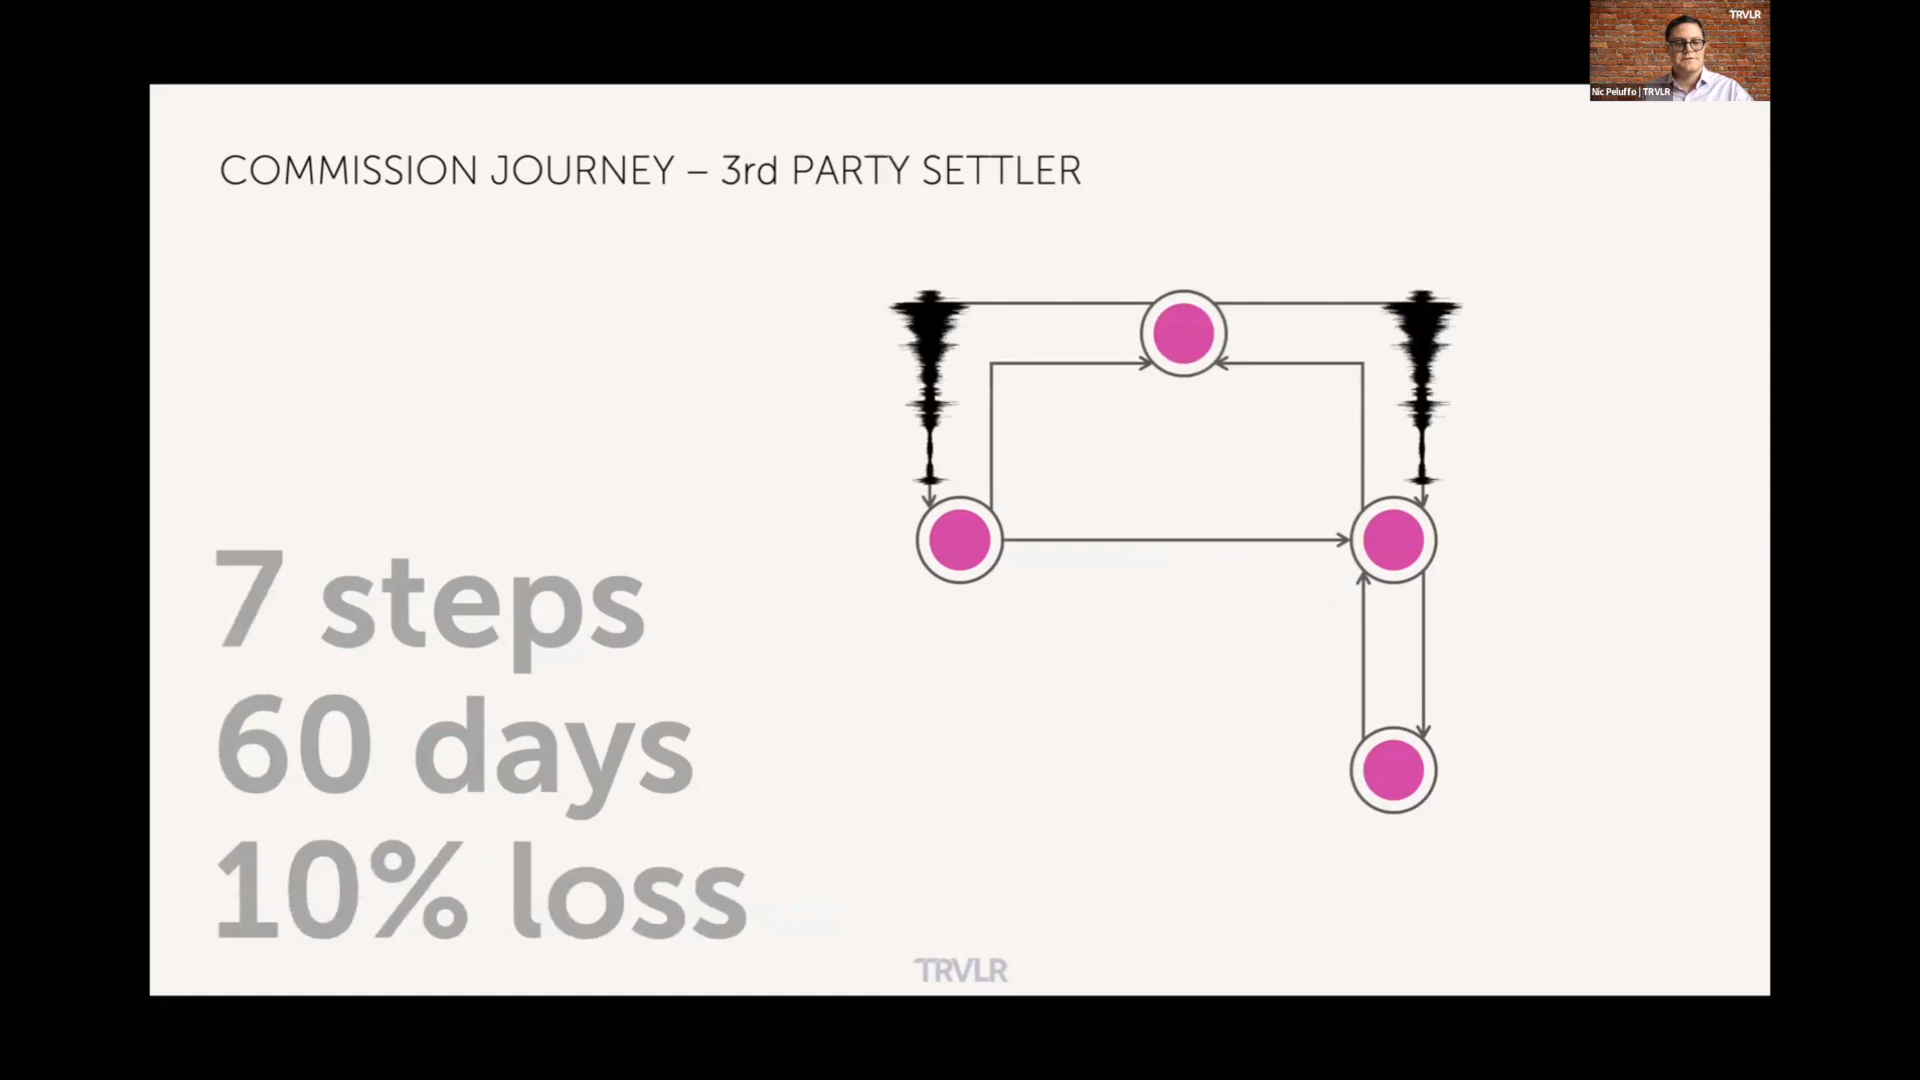 TRVLR
Nic Peluffo | TRVLR
COMMISSION JOURNEY – 3rd PARTY SETTLER
7 steps
60 days
10% loss
TRVLR